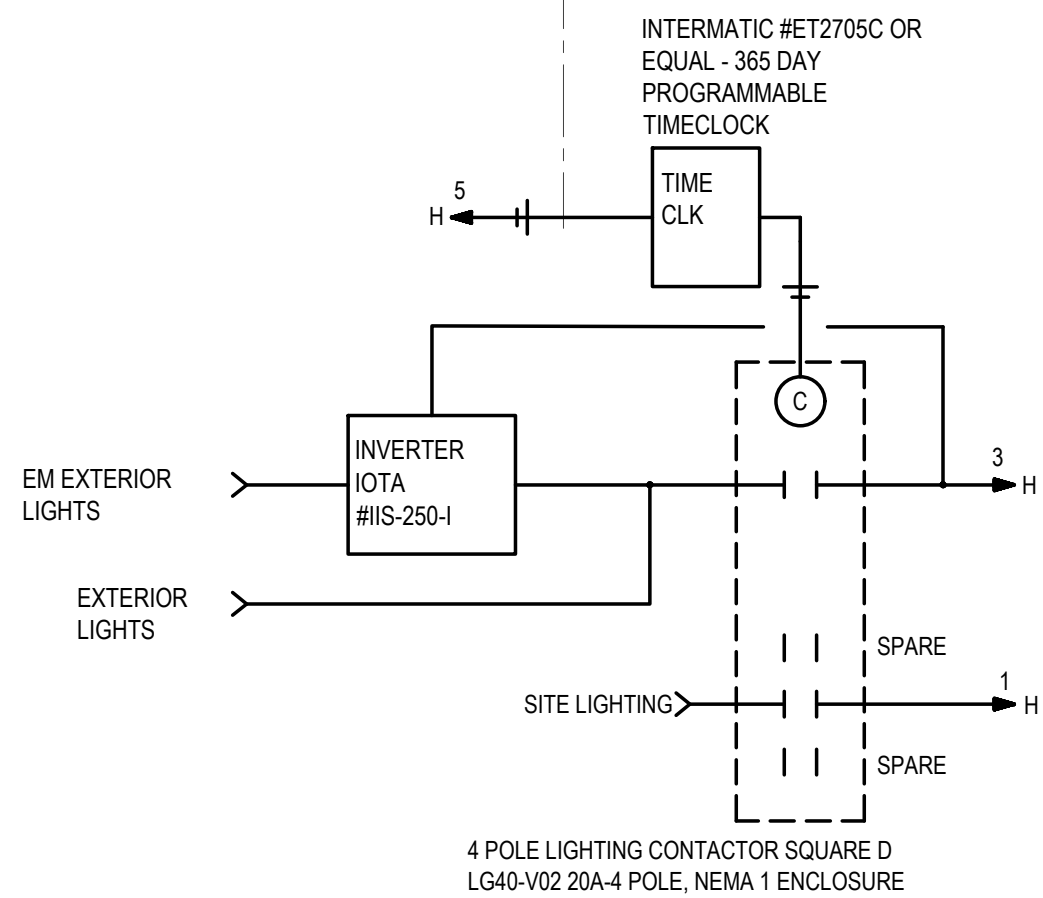 INTERMATIC #ET2705C OR
EQUAL - 365 DAY
PROGRAMMABLE
TIMECLOCK
TIME
CLK
5
H
C
INVERTER
IOTA
#IIS-250-I
EM EXTERIOR
LIGHTS
3
H
EXTERIOR
LIGHTS
SPARE
SITE LIGHTING
1
H
SPARE
4 POLE LIGHTING CONTACTOR SQUARE D
LG40-V02 20A-4 POLE, NEMA 1 ENCLOSURE